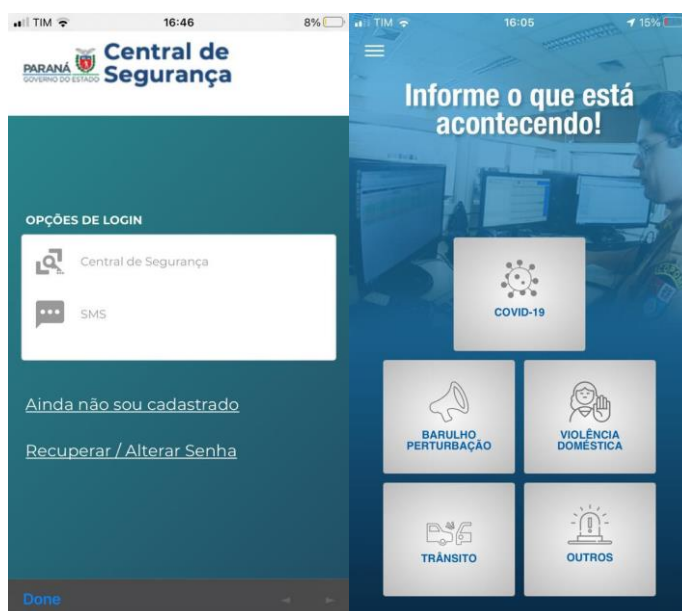 TIM
16:46
8%
PARANÁ
GOVERNO DO ESTADO
Central de
Segurança
OPÇÕES DE LOGIN
Central de Segurança
SMS
Ainda não sou cadastrado
Recuperar / Alterar Senha
Done
TIM
16:05
15%
Informe o que está
acontecendo!
COVID-19
BARULHO
PERTURBAÇÃO
VIOLÊNCIA
DOMÉSTICA
TRÂNSITO
OUTROS